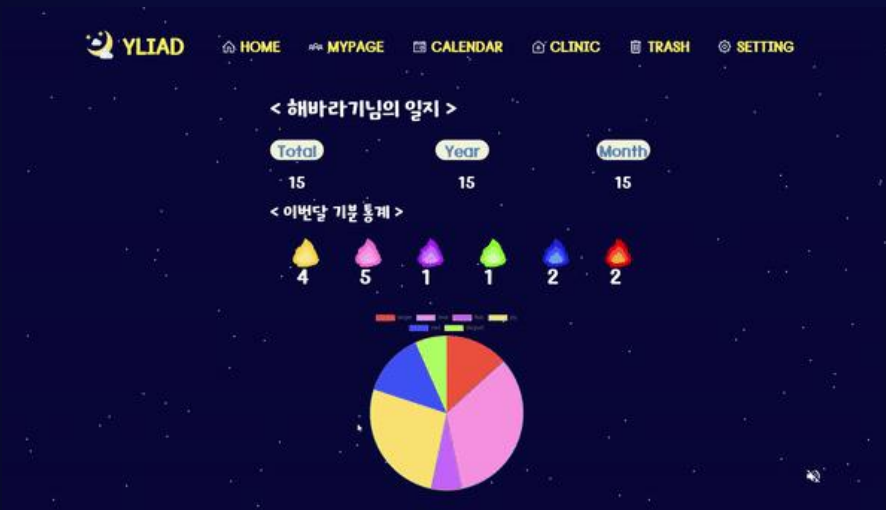 YLIAD HOME MYPAGE CALENDAR CLINIC TRASH SETTING
< 해바라기님의 일지 >
Total Year Month
15 15 15
< 이번달 기분 통계 >
4 5 1 1 2 2